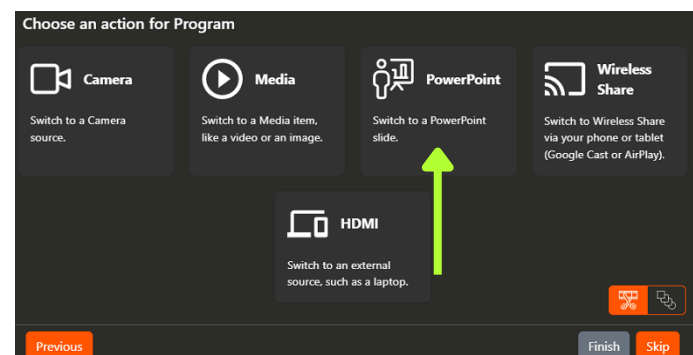 Choose an action for Program
Camera
Switch to a Camera
source.
Media
Switch to a Media item,
like a video or an image.
PowerPoint
Switch to a PowerPoint
slide.
Wireless
Share
Switch to Wireless Share
via your phone or tablet
(Google Cast or AirPlay).
HDMI
Switch to an external
source, such as a laptop.
Previous
Finish
Skip